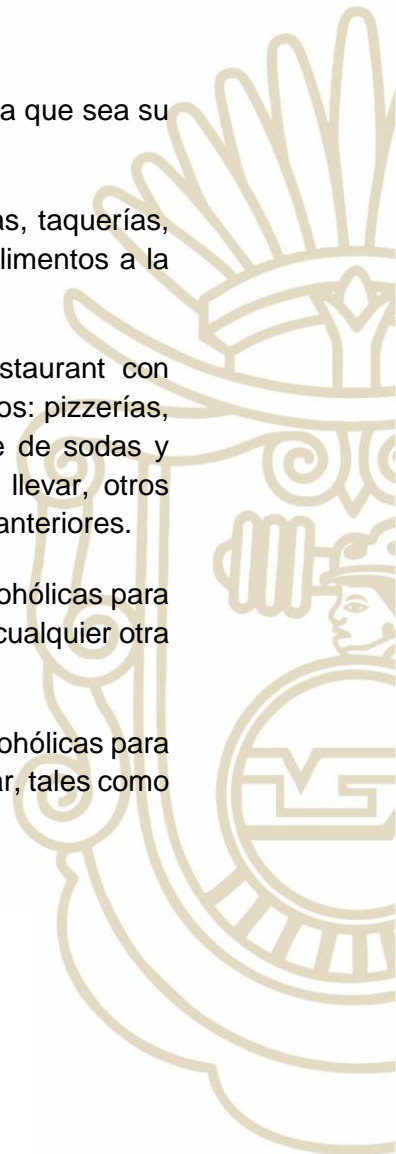 a que sea su
as, taquerías,
limentos a la
staurant con
os: pizzerías,
e de sodas y
llevar, otros
anteriores.
ohólicas para
cualquier otra
ohólicas para
ar, tales como